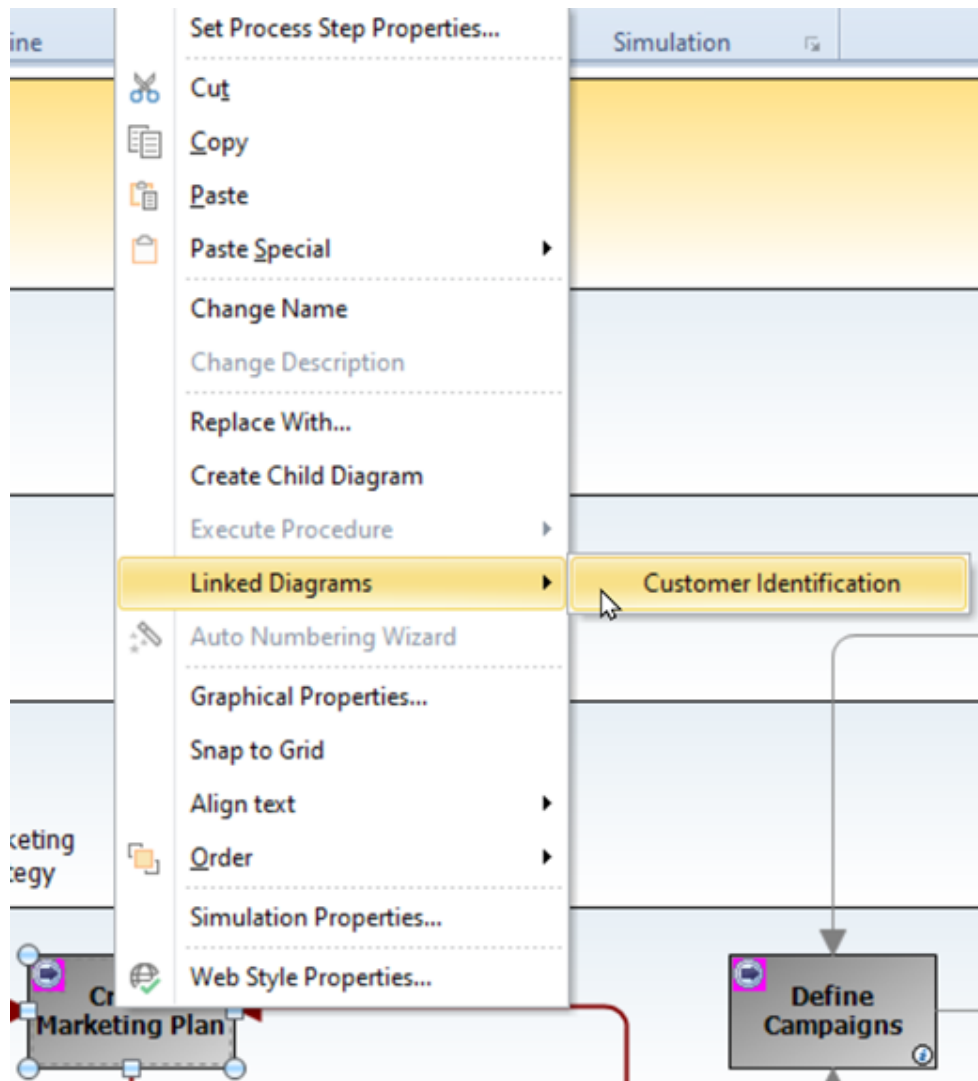 Set Process Step Properties...
ine
Simulation
Cut
Copy
Paste
Paste Special
Change Name
Change Description
Replace With...
Create Child Diagram
Execute Procedure
Linked Diagrams
Customer Identification
Auto Numbering Wizard
Graphical Properties...
Snap to Grid
Align text
keting
tegy
Order
Simulation Properties...
Web Style Properties...
Cr
Marketing Plan
Define
Campaigns